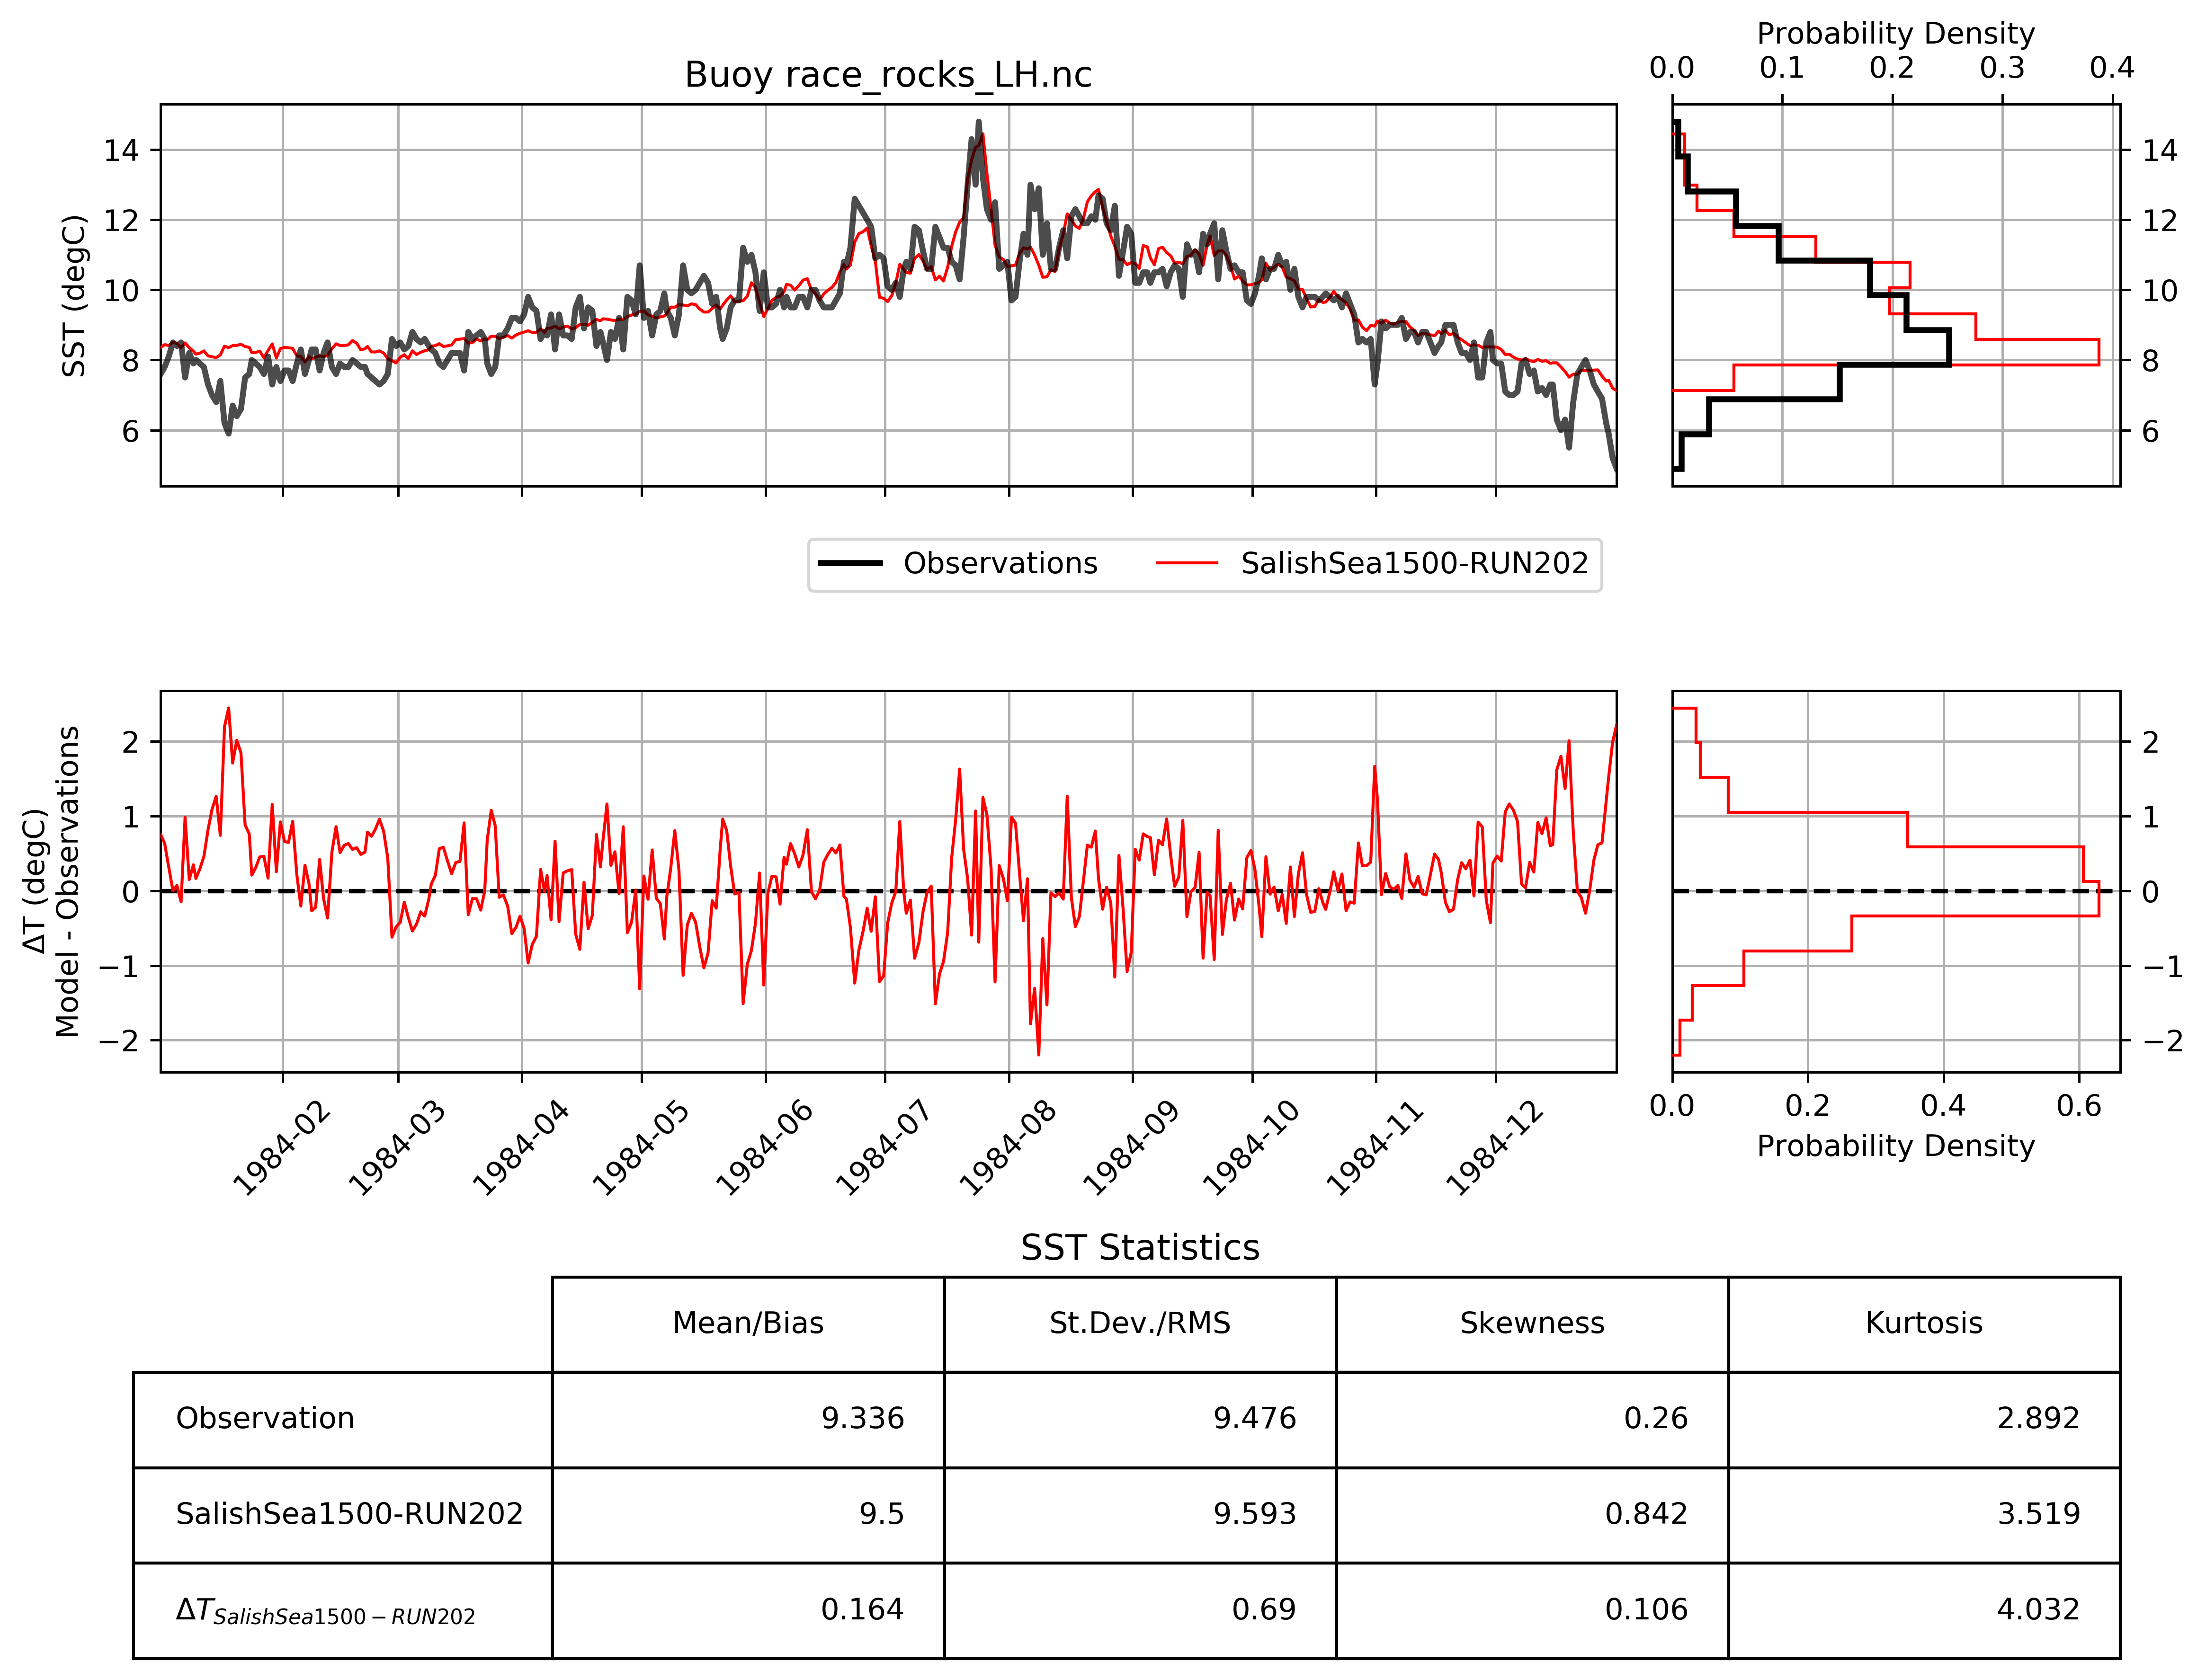 Probability Density
0.0 0.1 0.2 0.3 0.4
Buoy race_rocks_LH.nc
SST (degC)
14
12
10
8
6
14
12
10
8
6
Observations SalishSea1500-RUN202
ΔT (degC)
Model - Observations
2
1
0
−1
−2
2
1
0
−1
−2
1984-02 1984-03 1984-04 1984-05 1984-06 1984-07 1984-08 1984-09 1984-10 1984-11 1984-12
0.0 0.2 0.4 0.6
Probability Density
SST Statistics
Mean/Bias St.Dev./RMS Skewness Kurtosis
Observation 9.336 9.476 0.26 2.892
SalishSea1500-RUN202 9.5 9.593 0.842 3.519
ΔT SalishSea1500−RUN202 0.164 0.69 0.106 4.032